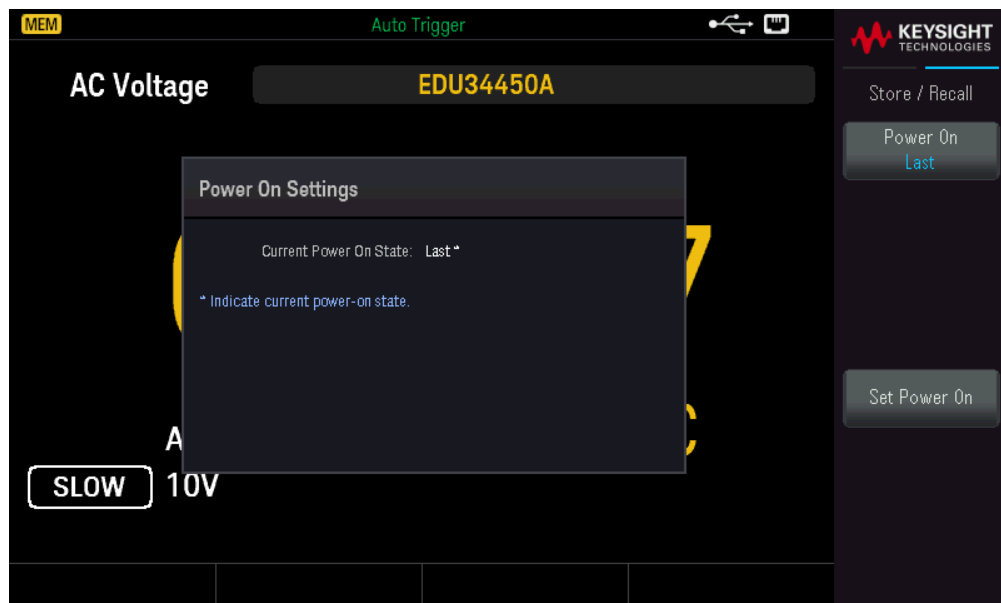 MEM
Auto Trigger
KEYSIGHT
TECHNOLOGIES
AC Voltage
EDU34450A
Store / Recall
Power On
Last
Power On Settings
Current Power On State: Last *
* Indicate current power-on state.
7
Set Power On
A
C
SLOW
10V